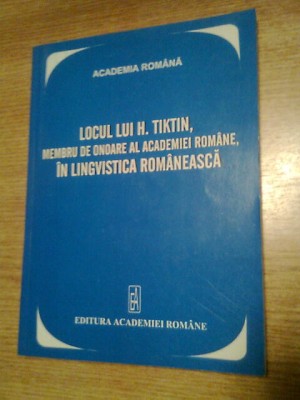 ACADEMIA ROMÂNĂ
LOCUL LUI H. TIKTIN,
MEMBRU DE ONOARE AL ACADEMIEI ROMÂNE,
ÎN LINGVISTICA ROMÂNEASCĂ
EDITURA ACADEMIEI ROMÂNE